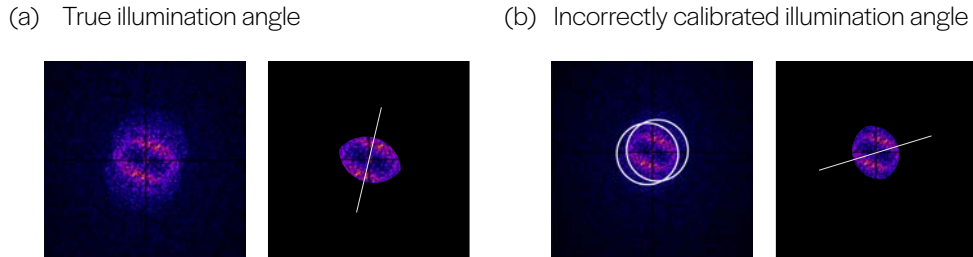 (a) True illumination angle
(b) Incorrectly calibrated illumination angle